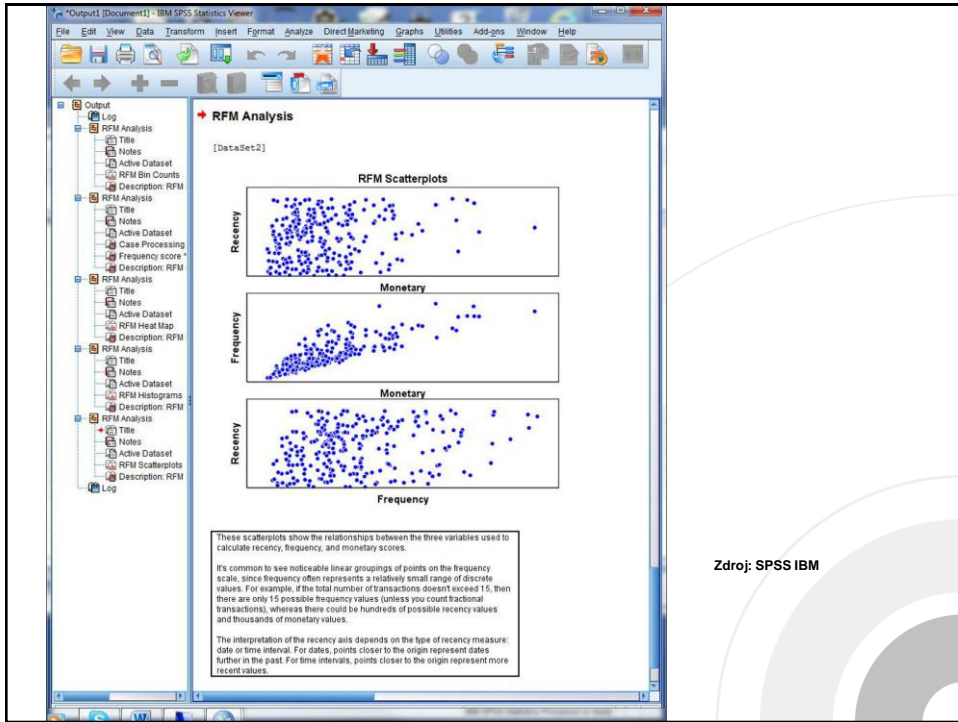 *Output1 [Document1] - IBM SPSS Statistics Viewer
File Edit View Data Transform Insert Format Analyze Direct Marketing Graphs Utilities Add-ons Window Help
Output
Log
RFM Analysis
Title
Notes
Active Dataset
RFM Bin Counts
Description: RFM
RFM Analysis
Title
Notes
Active Dataset
Case Processing
Frequency score *
Description: RFM
RFM Analysis
Title
Notes
Active Dataset
RFM Heat Map
Description: RFM
RFM Analysis
Title
Notes
Active Dataset
RFM Histograms
Description: RFM
RFM Analysis
Title
Notes
Active Dataset
RFM Scatterplots
Description: RFM
Log
RFM Analysis
[DataSet2]
RFM Scatterplots
Recency
Monetary
Frequency
Monetary
Recency
Frequency
These scatterplots show the relationships between the three variables used to
calculate recency, frequency, and monetary scores.
It's common to see noticeable linear groupings of points on the frequency
scale, since frequency often represents a relatively small range of discrete
values. For example, if the total number of transactions doesn't exceed 15, then
there are only 15 possible frequency values (unless you count fractional
transactions), whereas there could be hundreds of possible recency values
and thousands of monetary values.
The interpretation of the recency axis depends on the type of recency measure:
date or time interval. For dates, points closer to the origin represent dates
further in the past. For time intervals, points closer to the origin represent more
recent values.
Zdroj: SPSS IBM